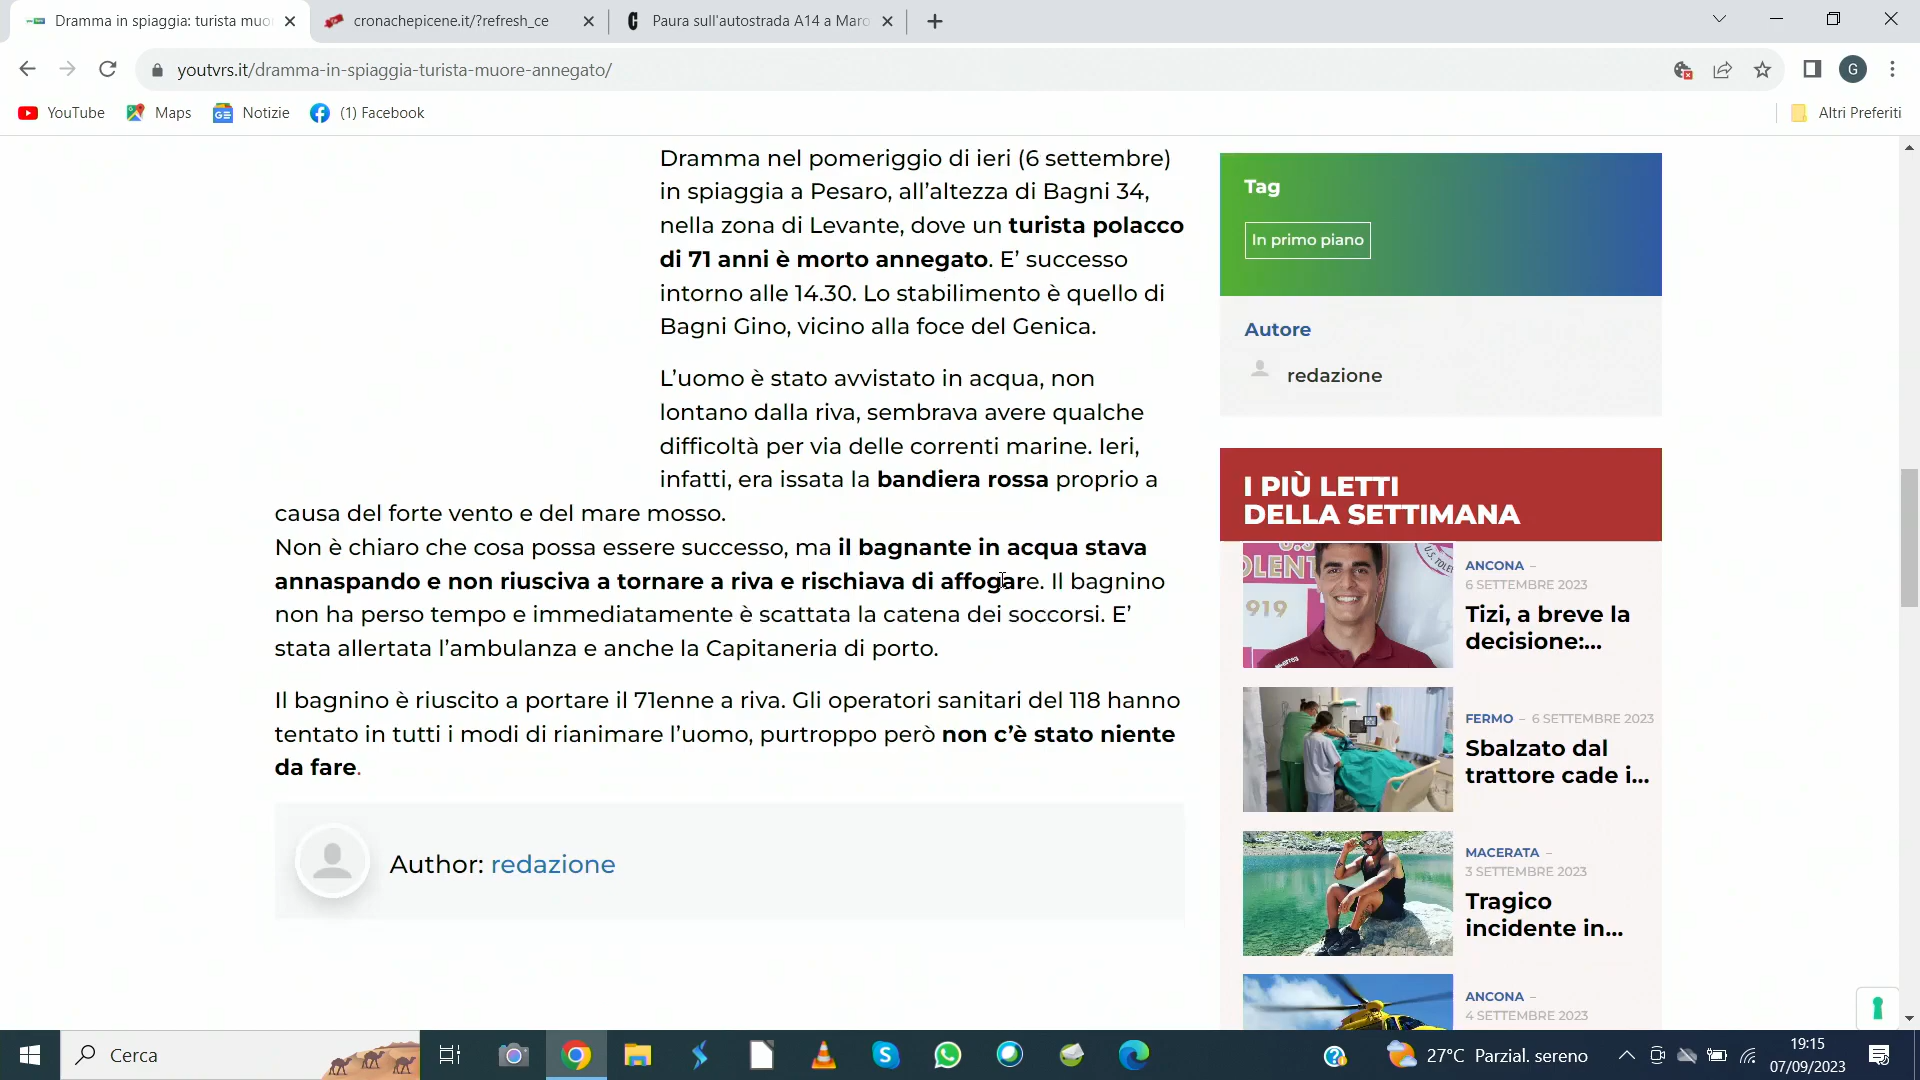 Dramma in spiaggia: turista muo
cronachepicene.it/?refresh_ce
Paura sull'autostrada A14 a Maro
youtvrs.it/dramma-in-spiaggia-turista-muore-annegato/
G
YouTube
Maps
Notizie
(1) Facebook
Altri Preferiti
Dramma nel pomeriggio di ieri (6 settembre)
in spiaggia a Pesaro, all’altezza di Bagni 34,
nella zona di Levante, dove un turista polacco
di 71 anni è morto annegato. E’ successo
intorno alle 14.30. Lo stabilimento è quello di
Bagni Gino, vicino alla foce del Genica.
L’uomo è stato avvistato in acqua, non
lontano dalla riva, sembrava avere qualche
difficoltà per via delle correnti marine. Ieri,
infatti, era issata la bandiera rossa proprio a
causa del forte vento e del mare mosso.
Non è chiaro che cosa possa essere successo, ma il bagnante in acqua stava
annaspando e non riusciva a tornare a riva e rischiava di affogare. Il bagnino
non ha perso tempo e immediatamente è scattata la catena dei soccorsi. E’
stata allertata l’ambulanza e anche la Capitaneria di porto.
Il bagnino è riuscito a portare il 71enne a riva. Gli operatori sanitari del 118 hanno
tentato in tutti i modi di rianimare l’uomo, purtroppo però non c’è stato niente
da fare.
Author: redazione
Tag
In primo piano
Autore
redazione
I PIÙ LETTI
DELLA SETTIMANA
919
ANCONA –
6 SETTEMBRE 2023
Tizi, a breve la
decisione:...
FERMO – 6 SETTEMBRE 2023
Sbalzato dal
trattore cade i...
MACERATA –
3 SETTEMBRE 2023
Tragico
incidente in...
ANCONA –
4 SETTEMBRE 2023
Cerca
27°C Parzial. sereno
19:15
07/09/2023